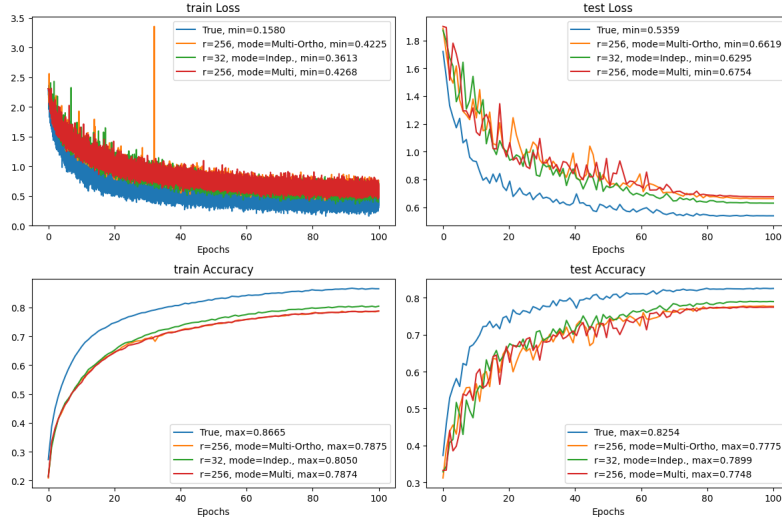 train Loss
3.5
3.0
2.5
2.0
1.5
1.0
0.5
0.0
True, min=0.1580
r=256, mode=Multi-Ortho, min=0.4225
r=32, mode=Indep., min=0.3613
r=256, mode=Multi, min=0.4268
0 20 40 60 80 100
Epochs
test Loss
1.8
1.6
1.4
1.2
1.0
0.8
0.6
True, min=0.5359
r=256, mode=Multi-Ortho, min=0.6619
r=32, mode=Indep., min=0.6295
r=256, mode=Multi, min=0.6754
0 20 40 60 80 100
Epochs
train Accuracy
0.8
0.7
0.6
0.5
0.4
0.3
0.2
True, max=0.8665
r=256, mode=Multi-Ortho, max=0.7875
r=32, mode=Indep., max=0.8050
r=256, mode=Multi, max=0.7874
0 20 40 60 80 100
Epochs
test Accuracy
0.8
0.7
0.6
0.5
0.4
0.3
True, max=0.8254
r=256, mode=Multi-Ortho, max=0.7775
r=32, mode=Indep., max=0.7899
r=256, mode=Multi, max=0.7748
0 20 40 60 80 100
Epochs